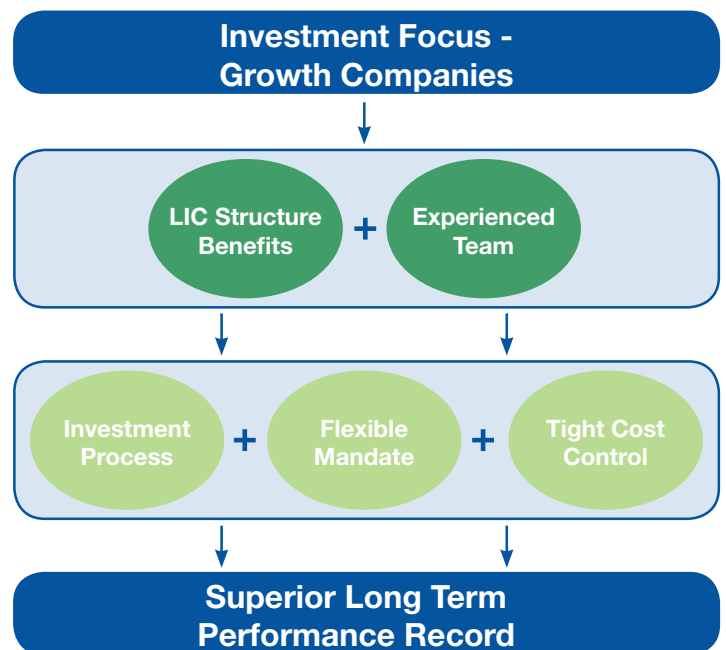 Investment Focus -
Growth Companies
LIC Structure
Benefits
+
Experienced
Team
Investment
Process
+
Flexible
Mandate
+
Tight Cost
Control
Superior Long Term
Performance Record